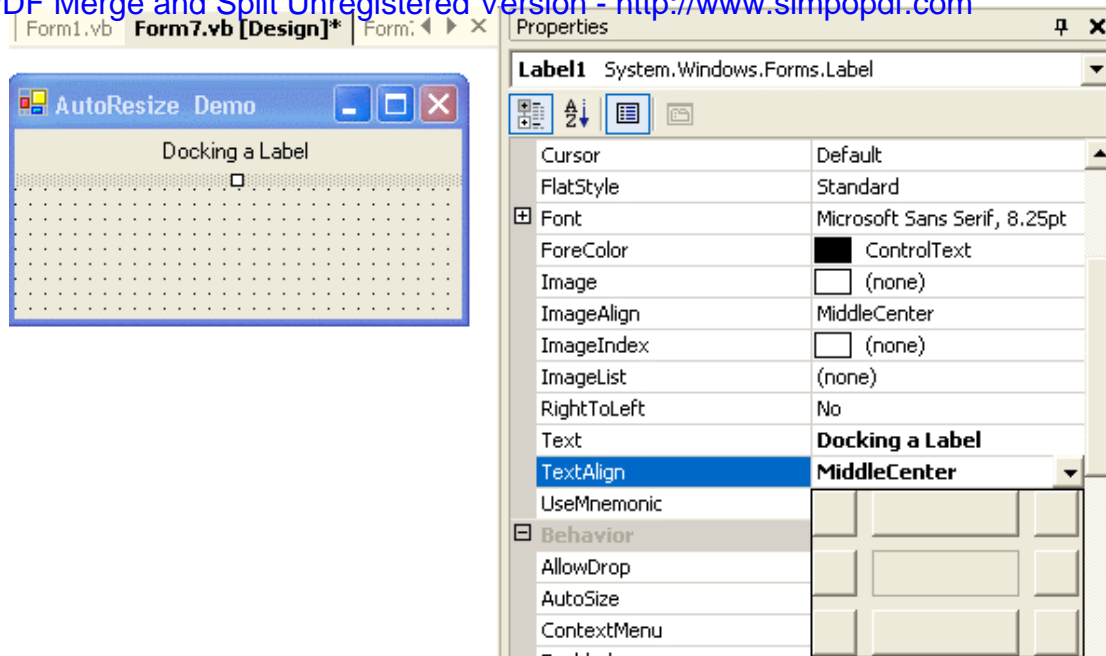 DF Merge and Split Unregistered Version - http://www.simpopdf.com
Form1.vb Form7.vb [Design]* Form
Properties
Label1 System.Windows.Forms.Label
AutoResize Demo
Docking a Label
Cursor Default
FlatStyle Standard
Font Microsoft Sans Serif, 8.25pt
ForeColor ControlText
Image (none)
ImageAlign MiddleCenter
ImageIndex (none)
ImageList (none)
RightToLeft No
Text Docking a Label
TextAlign MiddleCenter
UseMnemonic
Behavior
AllowDrop
AutoSize
ContextMenu